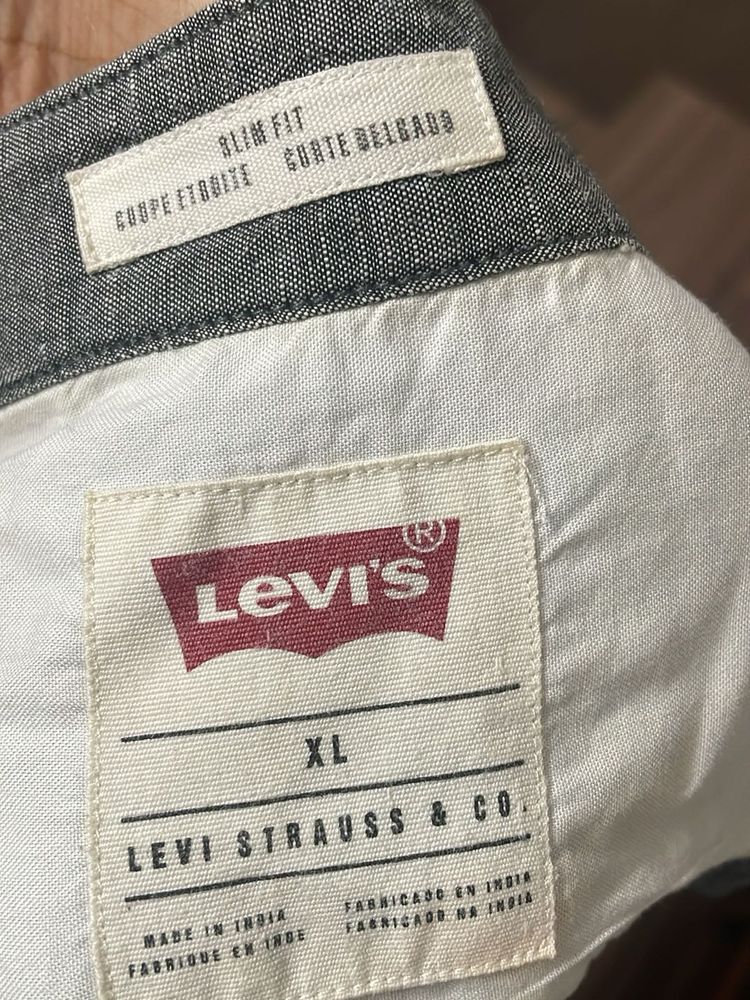 SLIM FIT
COUPE ETROITE CORTE DELGADO
LEVI'S®
XL
LEVI STRAUSS & CO.
MADE IN INDIA
FABRIQUE EN INDE
FABRICADO EN INDIA
FABRICADO NA INDIA